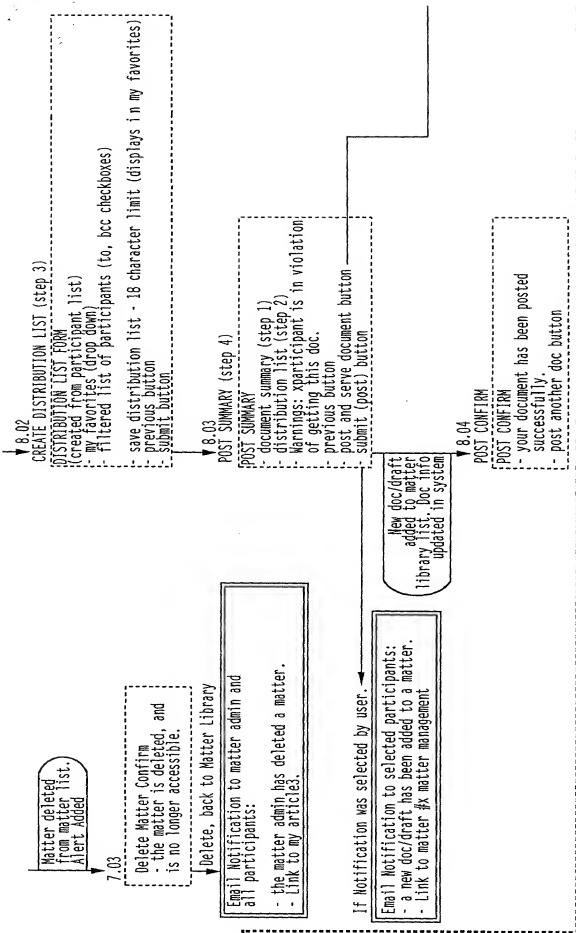 8.02
CREATE DISTRIBUTION LIST (step 3)
DISTRIBUTION LIST FORM
(created from participant list)
- my favorites (drop down)
- filtered list of participants (to, bcc checkboxes)
- save distribution list - 18 character limit (displays in my favorites)
- previous button
- submit button
8.03
POST SUMMARY (step 4)
POST SUMMARY
- document summary (step 1)
- distribution list (step 2)
- Warnings: xparticipant is in violation
of getting this doc.
- previous button
- post and serve document button
- submit (post) button
New doc/draft
added to matter
library list. Doc info
updated in system
8.04
POST CONFIRM
POST CONFIRM
- your document has been posted
successfully.
- post another doc button
Matter deleted
from matter list.
Alert Added
7.03
Delete Matter Confirm
- the matter is deleted, and
is no longer accessible.
Delete, back to Matter Library
Email Notification to matter admin and
all participants:
- the matter admin has deleted a matter.
- Link to my article3.
If Notification was selected by user.
Email Notification to selected participants:
- a new doc/draft has been added to a matter.
- Link to matter #x matter management